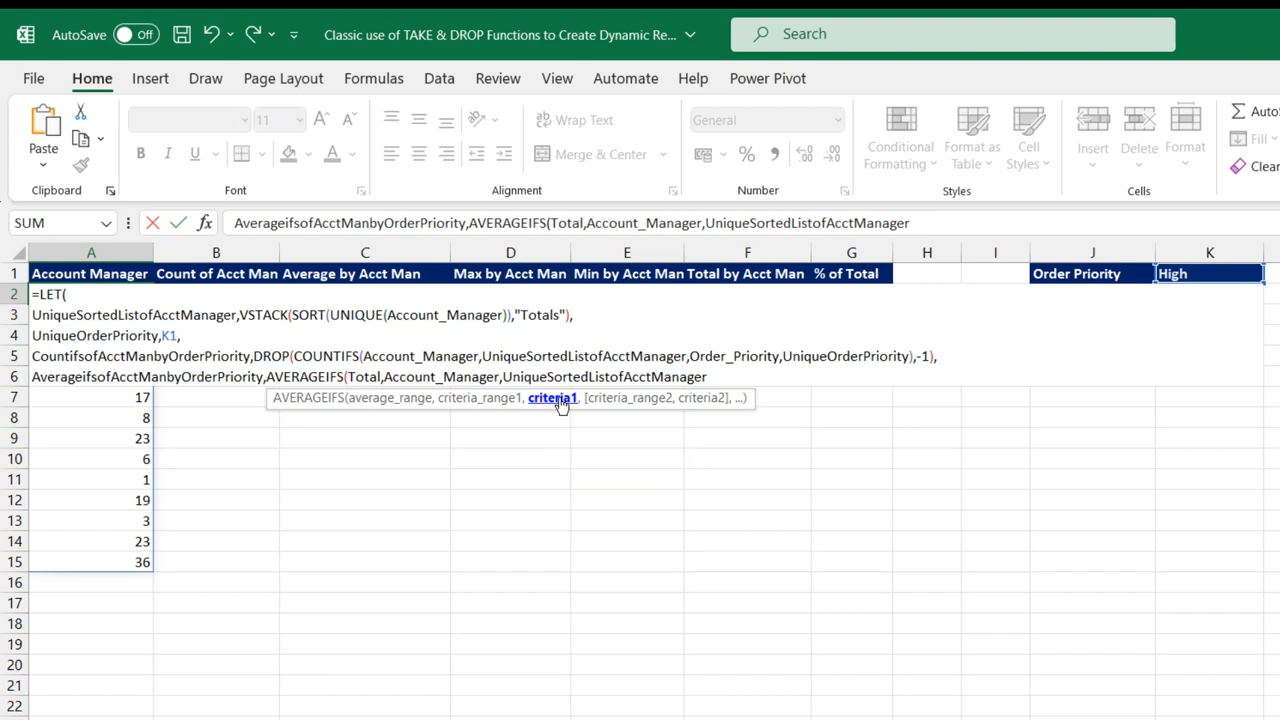 AutoSave Off Classic use of TAKE & DROP Functions to Create Dynamic Re... Search
File Home Insert Draw Page Layout Formulas Data Review View Automate Help Power Pivot
Paste 11 Wrap Text General Conditional Formatting Format as Table Cell Styles Insert Delete Format
B I U Merge & Center % Fill
Clipboard Font Alignment Number Styles Cells
SUM fx AverageifsofAcctManbyOrderPriority,AVERAGEIFS(Total,Account_Manager,UniqueSortedListofAcctManager
A B C D E F G H I J K
1 Account Manager Count of Acct Man Average by Acct Man Max by Acct Man Min by Acct Man Total by Acct Man % of Total Order Priority High
2 =LET(
3 UniqueSortedListofAcctManager,VSTACK(SORT(UNIQUE(Account_Manager)),"Totals"),
4 UniqueOrderPriority,K1,
5 CountifsofAcctManbyOrderPriority,DROP(COUNTIFS(Account_Manager,UniqueSortedListofAcctManager,Order_Priority,UniqueOrderPriority),-1),
6 AverageifsofAcctManbyOrderPriority,AVERAGEIFS(Total,Account_Manager,UniqueSortedListofAcctManager
7 17 AVERAGEIFS(average_range, criteria_range1, criteria1, [criteria_range2, criteria2], ...)
8 8
9 23
10 6
11 1
12 19
13 3
14 23
15 36
16
17
18
19
20
21
22